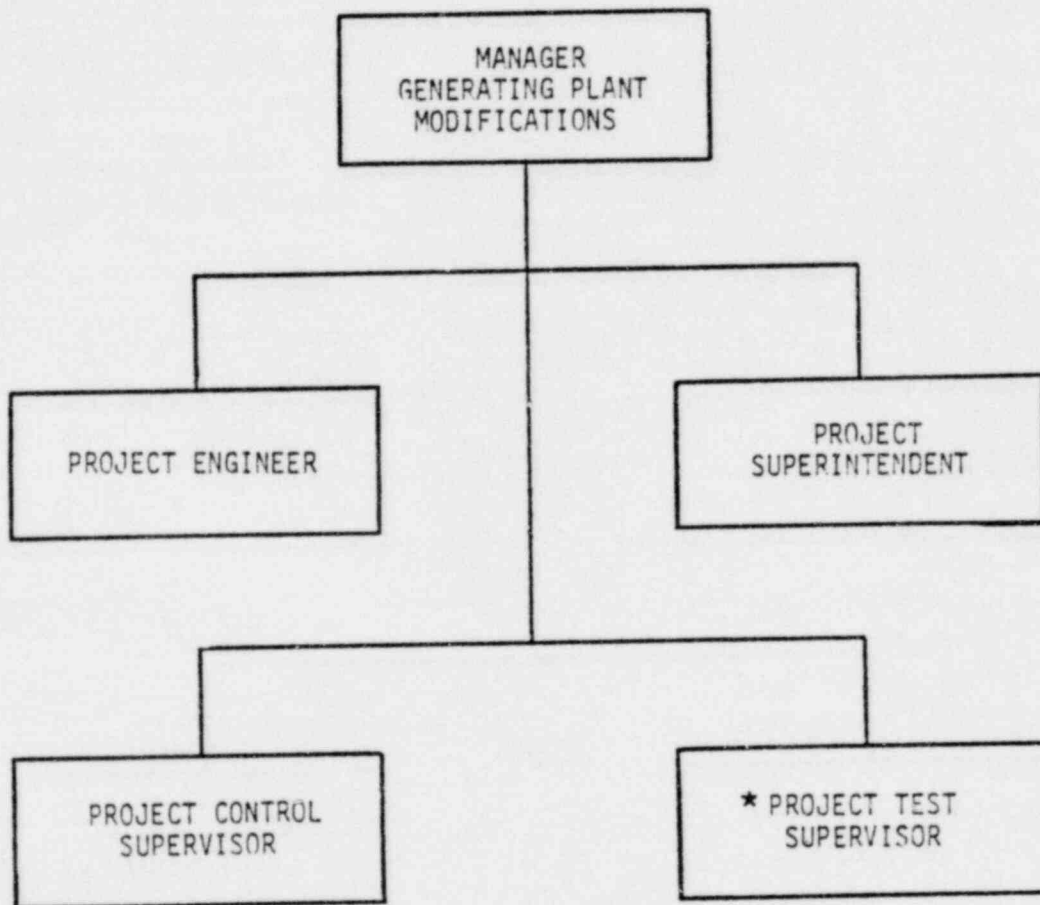 MANAGER
GENERATING PLANT
MODIFICATIONS
PROJECT ENGINEER
PROJECT
SUPERINTENDENT
PROJECT CONTROL
SUPERVISOR
* PROJECT TEST
SUPERVISOR